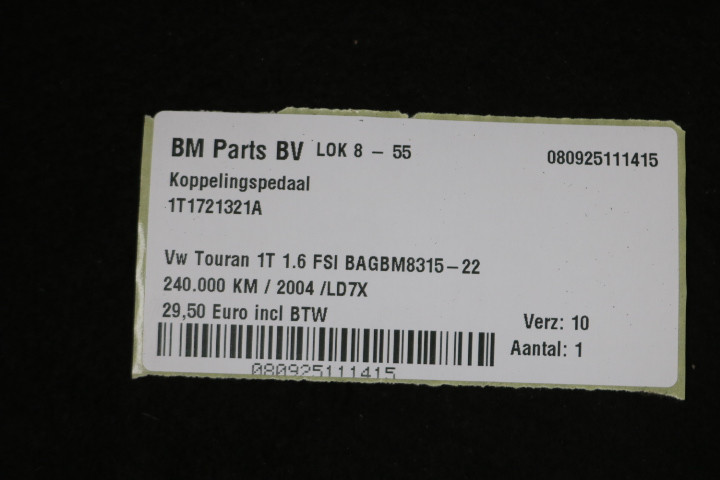 BM Parts BV LOK 8 - 55 080925111415
Koppelingspedaal
1T1721321A
Vw Touran 1T 1.6 FSI BAGBM8315-22
240.000 KM / 2004 /LD7X
29,50 Euro incl BTW
Verz: 10
Aantal: 1
080925111415